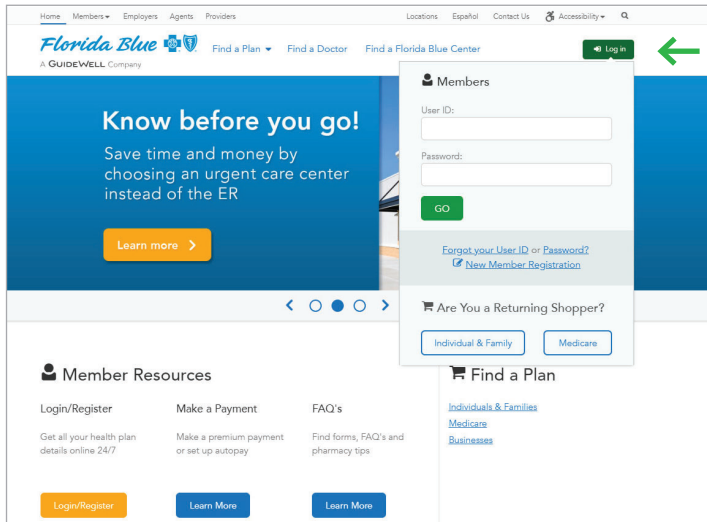 Home Members Employers Agents Providers Locations Español Contact Us Accessibility
Florida Blue
A GUIDEWELL Company
Find a Plan Find a Doctor Find a Florida Blue Center
Log in
Know before you go!
Save time and money by
choosing an urgent care center
instead of the ER
Learn more
Members
User ID:
Password:
GO
Forgot your User ID or Password?
New Member Registration
Are You a Returning Shopper?
Individual & Family Medicare
Member Resources
Login/Register
Get all your health plan
details online 24/7
Login/Register
Make a Payment
Make a premium payment
or set up autopay
Learn More
FAQ's
Find forms, FAQ's and
pharmacy tips
Learn More
Find a Plan
Individuals & Families
Medicare
Businesses